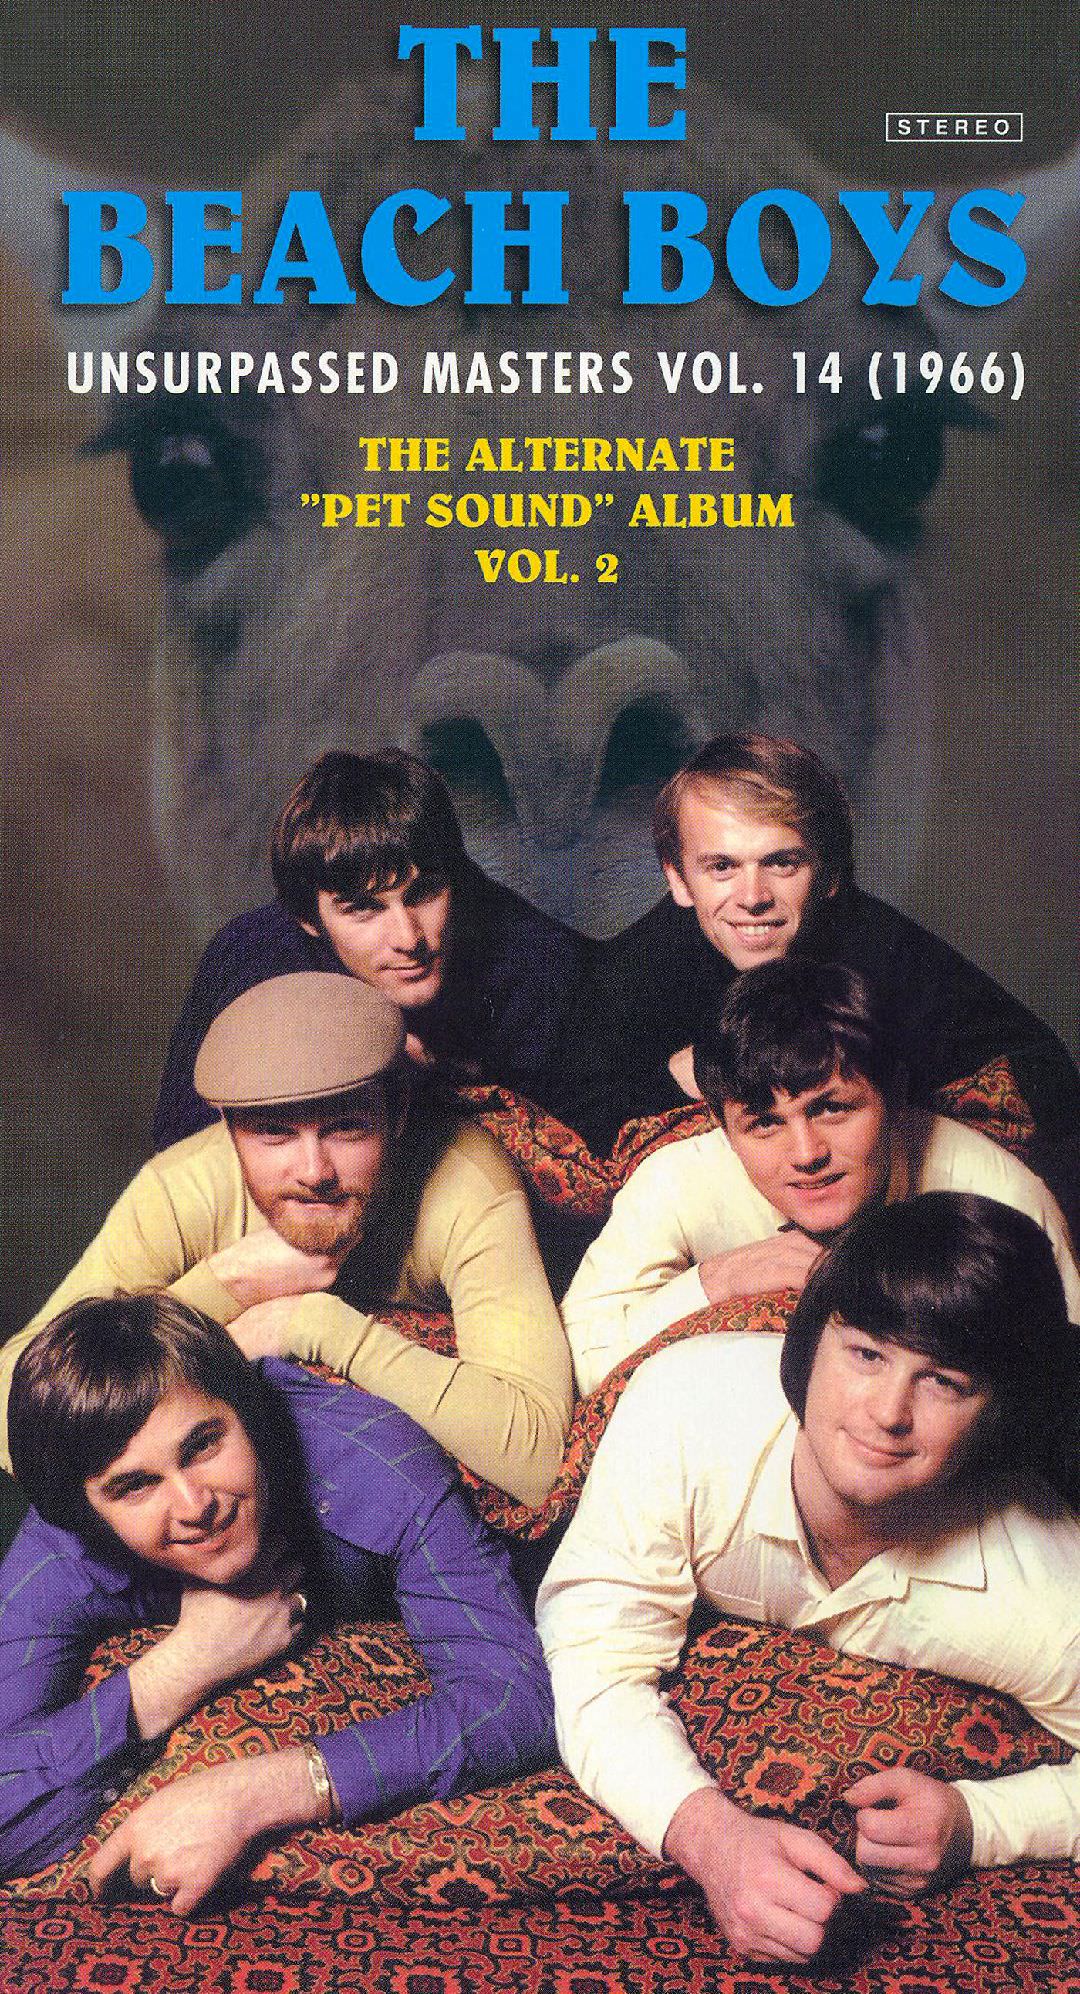 THE
STEREO
BEACH BOYS
UNSURPASSED MASTERS VOL. 14 (1966)
THE ALTERNATE
”PET SOUND” ALBUM
VOL. 2